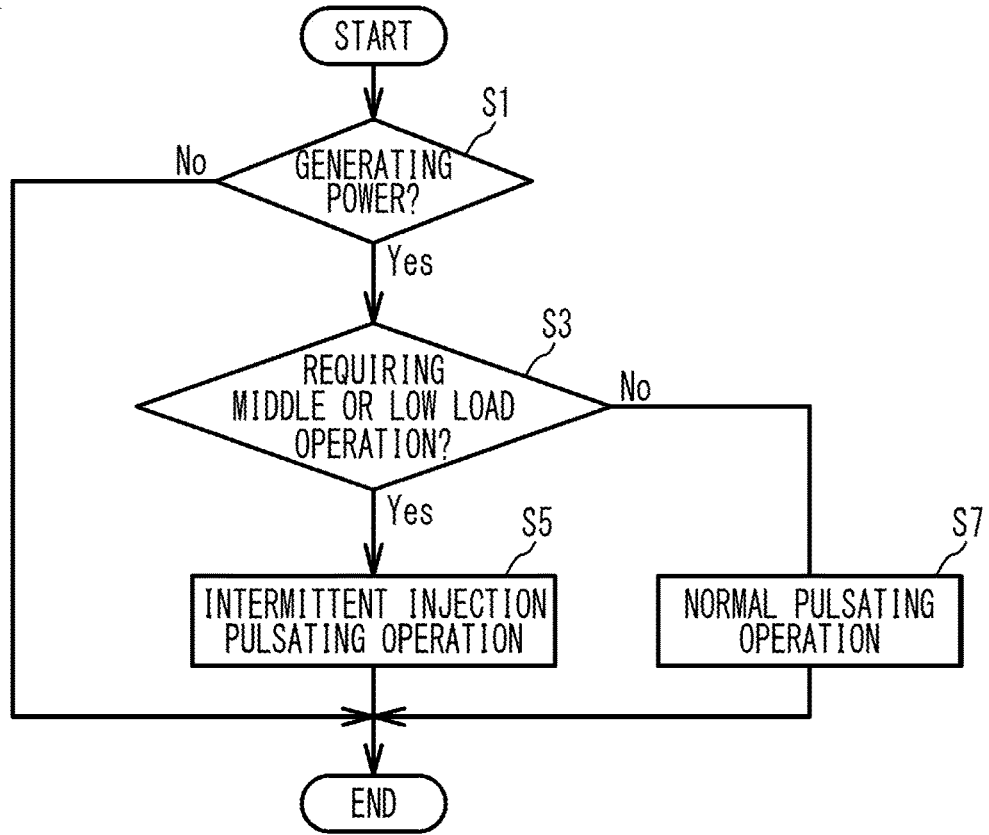 START
S1
No
GENERATING
POWER?
Yes
S3
REQUIRING
MIDDLE OR LOW LOAD
OPERATION?
No
Yes
S5
S7
INTERMITTENT INJECTION
PULSATING OPERATION
NORMAL PULSATING
OPERATION
END